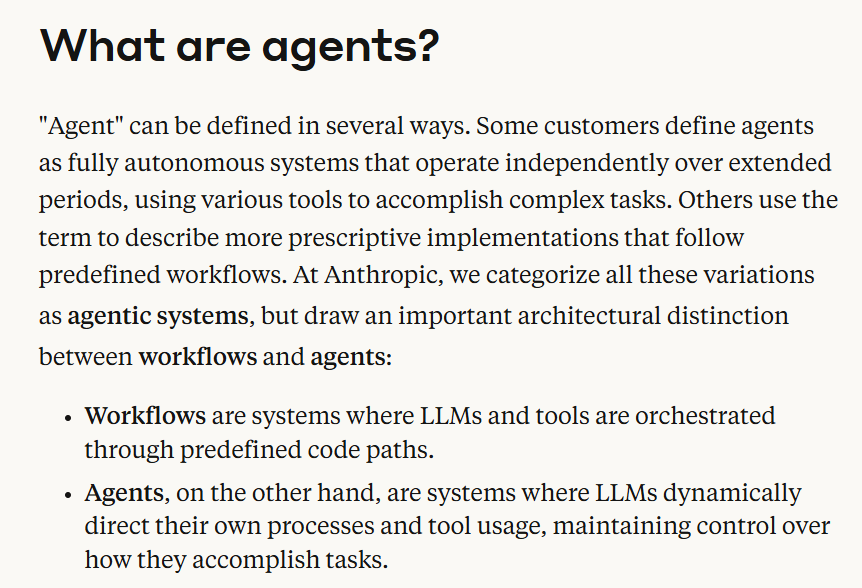 What are agents?
"Agent" can be defined in several ways. Some customers define agents
as fully autonomous systems that operate independently over extended
periods, using various tools to accomplish complex tasks. Others use the
term to describe more prescriptive implementations that follow
predefined workflows. At Anthropic, we categorize all these variations
as agentic systems, but draw an important architectural distinction
between workflows and agents:
• Workflows are systems where LLMs and tools are orchestrated
through predefined code paths.
• Agents, on the other hand, are systems where LLMs dynamically
direct their own processes and tool usage, maintaining control over
how they accomplish tasks.